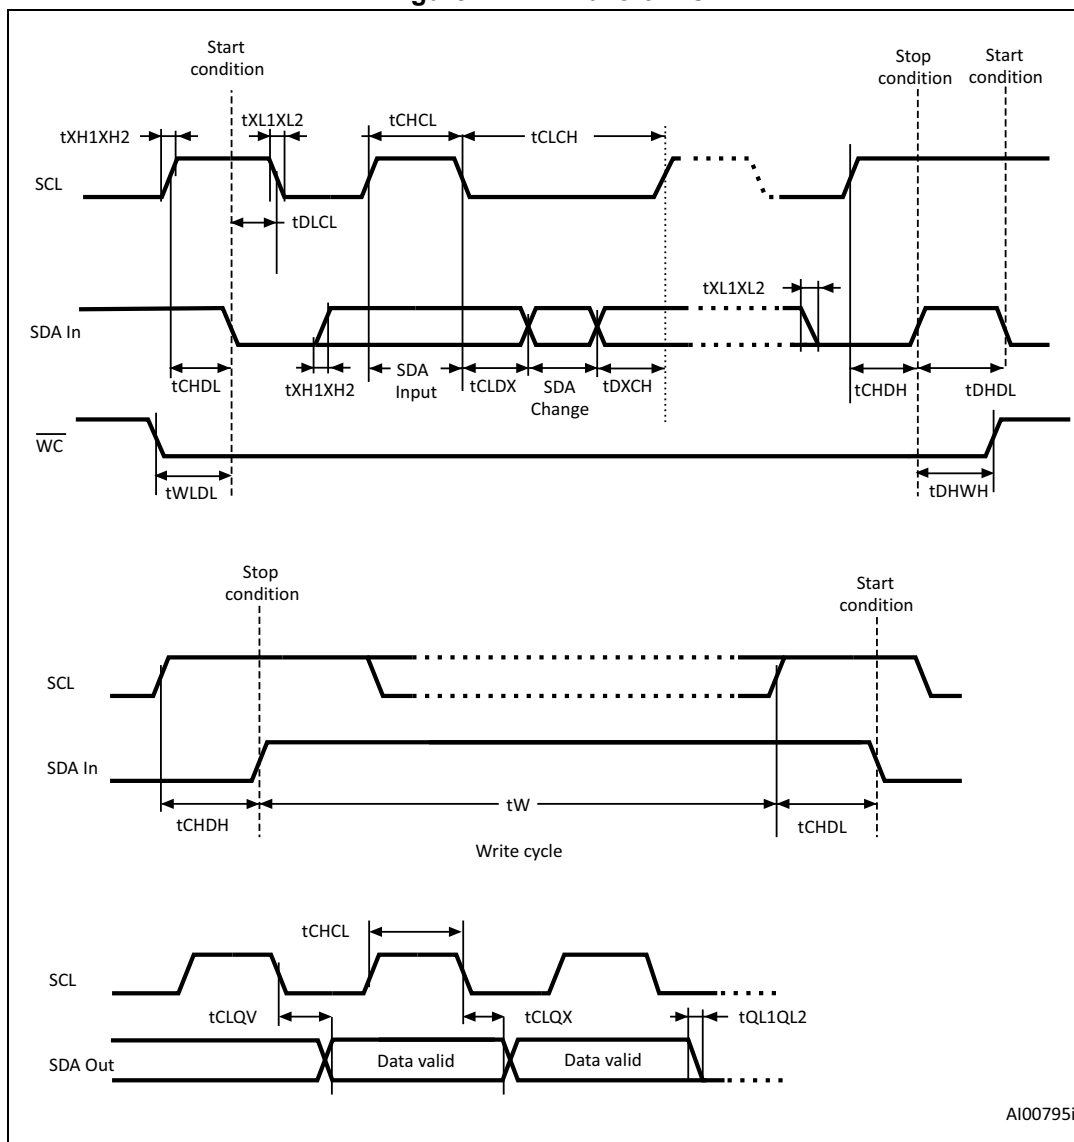 Start
condition
Stop
condition
Start
condition
tXH1XH2
tXL1XL2
tCHCL
tCLCH
SCL
tDLCL
tXL1XL2
SDA In
tCHDL
tXH1XH2
SDA
Input
tCLDX
SDA
Change
tDXCH
tCHDH
tDHDL
WC
tWLDL
tDHWH
Stop
condition
Start
condition
SCL
SDA In
tCHDH
tW
tCHDL
Write cycle
tCHCL
SCL
tCLQV
tCLQX
tQL1QL2
SDA Out
Data valid
Data valid
AI00795i